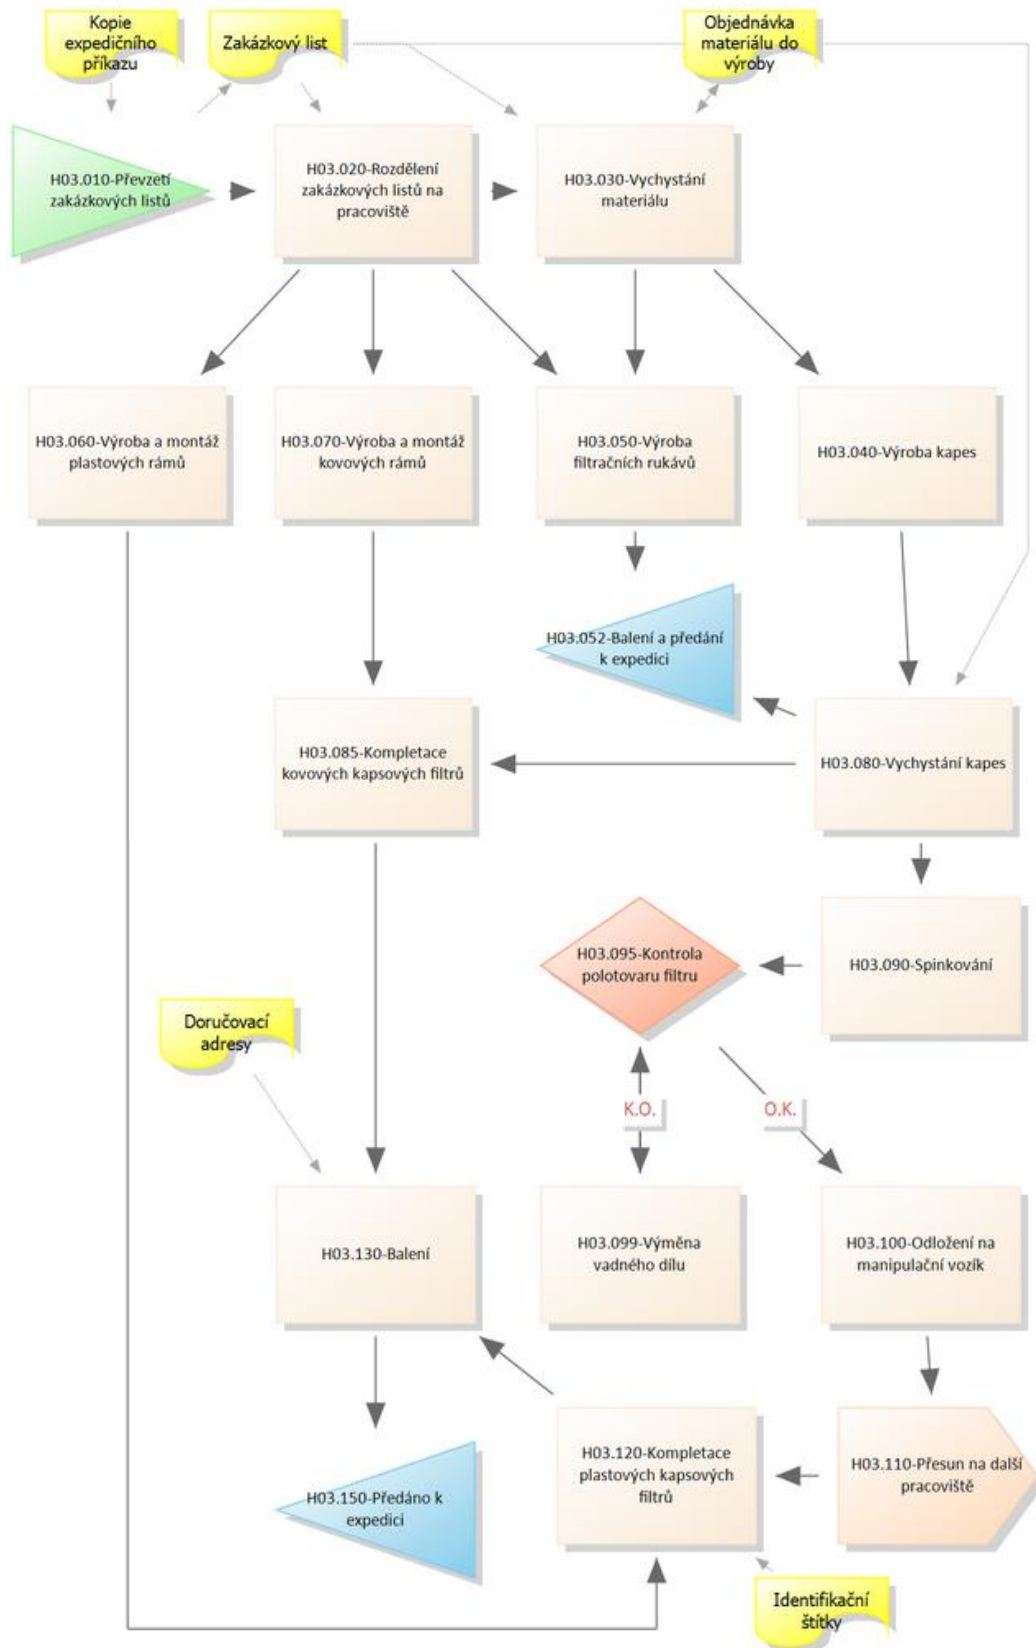 Kopie
expedičního
příkazu
Zakázkový list
Objednávka
materiálu do
výroby
H03.010-Převzetí
zakázkových listů
H03.020-Rozdělení
zakázkových listů na
pracoviště
H03.030-Vychystání
materiálu
H03.060-Výroba a montáž
plastových rámů
H03.070-Výroba a montáž
kovových rámů
H03.050-Výroba
filtračních rukávů
H03.040-Výroba kapes
H03.052-Balení a předání
k expedici
H03.085-Kompletace
kovových kapsových filtrů
H03.080-Vychystání kapes
H03.095-Kontrola
polotovaru filtru
H03.090-Spinkování
Doručovací
adresy
K.O.
O.K.
H03.130-Balení
H03.099-Výměna
vadného dílu
H03.100-Odložení na
manipulační vozík
H03.150-Předáno k
expedici
H03.120-Kompletace
plastových kapsových
filtrů
H03.110-Přesun na další
pracoviště
Identifikační
štítky